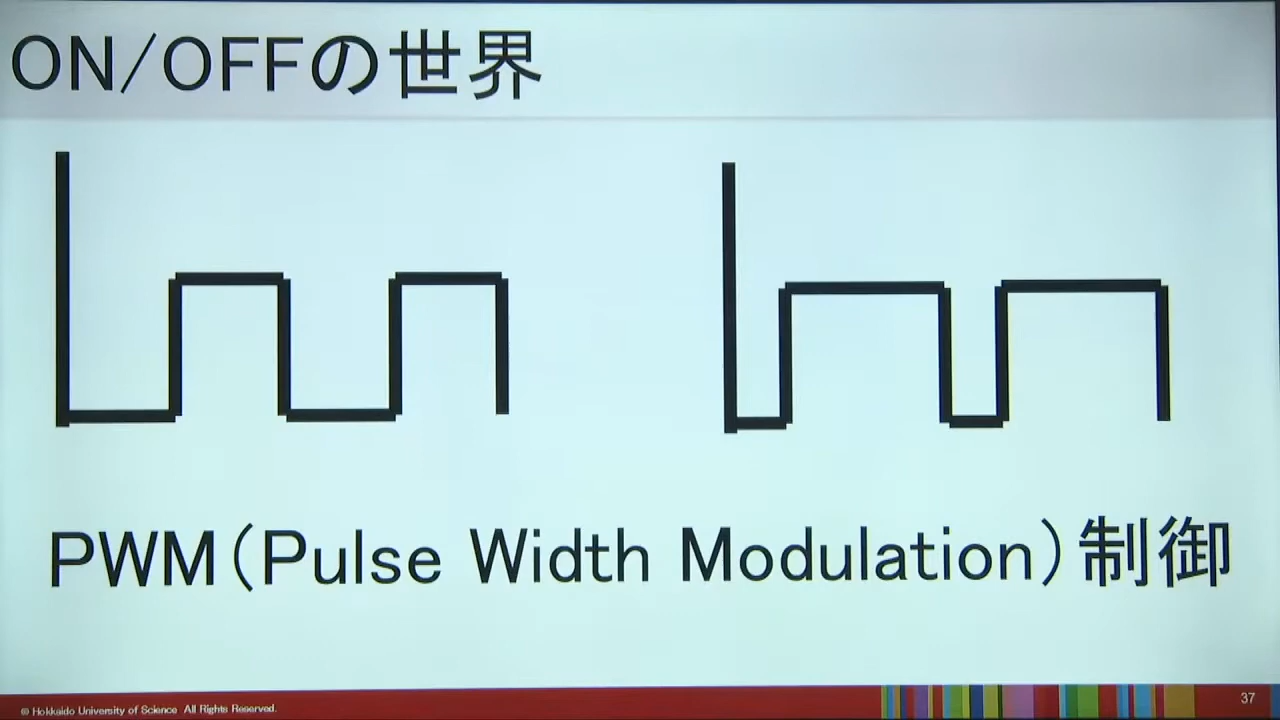 ON/OFFの世界
PWM（Pulse Width Modulation）制御
© Hokkaido University of Science All Rights Reserved.
37